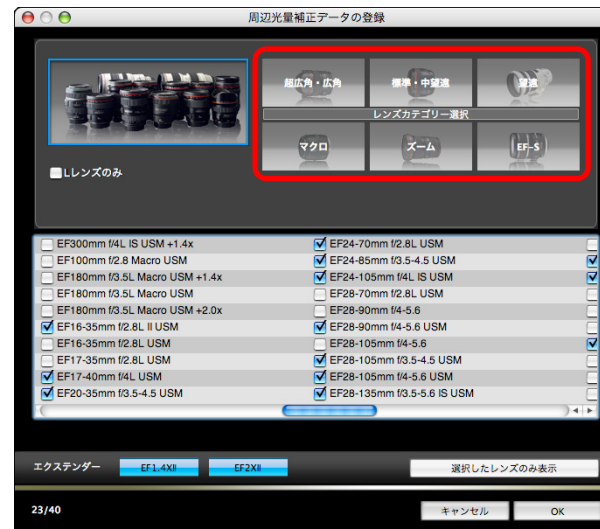 周辺光量補正データの登録
超広角・広角
標準・中望遠
望遠
レンズカテゴリー選択
マクロ
ズーム
EF-S
Lレンズのみ
EF300mm f/4L IS USM +1.4x
EF100mm f/2.8 Macro USM
EF180mm f/3.5L Macro USM +1.4x
EF180mm f/3.5L Macro USM
EF180mm f/3.5L Macro USM +2.0x
EF16-35mm f/2.8L II USM
EF16-35mm f/2.8L USM
EF17-35mm f/2.8L USM
EF17-40mm f/4L USM
EF20-35mm f/3.5-4.5 USM
EF24-70mm f/2.8L USM
EF24-85mm f/3.5-4.5 USM
EF24-105mm f/4L IS USM
EF28-70mm f/2.8L USM
EF28-90mm f/4-5.6
EF28-90mm f/4-5.6 USM
EF28-105mm f/4-5.6
EF28-105mm f/3.5-4.5 USM
EF28-105mm f/4-5.6 USM
EF28-135mm f/3.5-5.6 IS USM
エクステンダー
EF1.4XII
EF2XII
選択したレンズのみ表示
23/40
キャンセル
OK